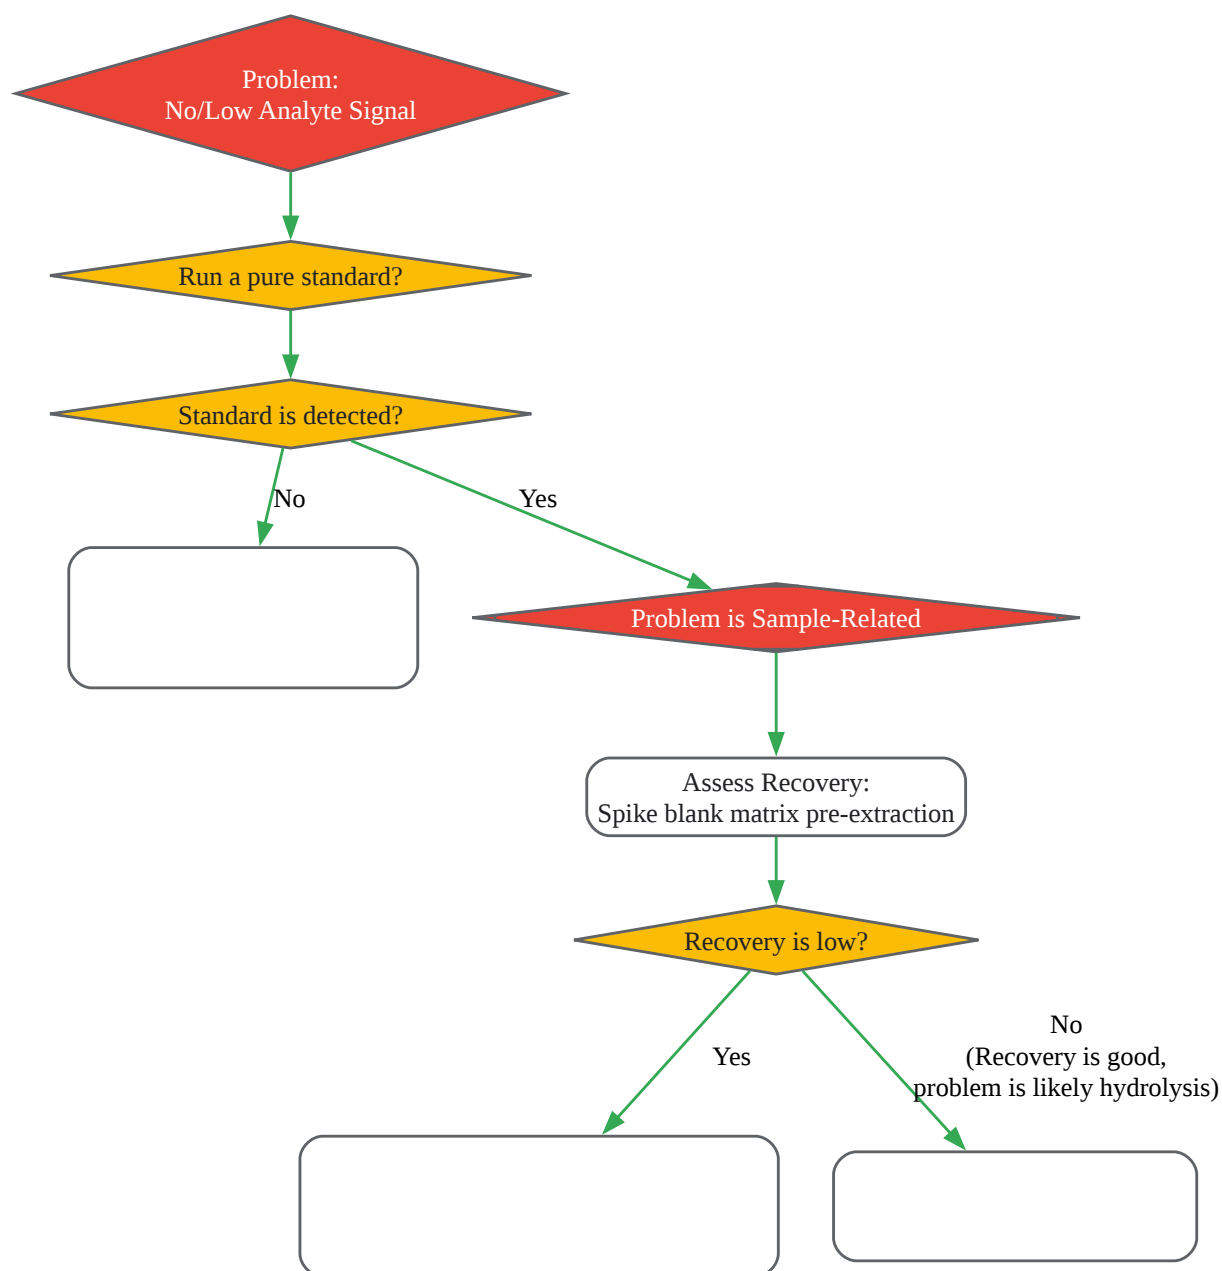 Problem:
No/Low Analyte Signal
Run a pure standard?
Standard is detected?
No
Yes
Problem is Sample-Related
Assess Recovery:
Spike blank matrix pre-extraction
Recovery is low?
Yes
No
(Recovery is good,
problem is likely hydrolysis)